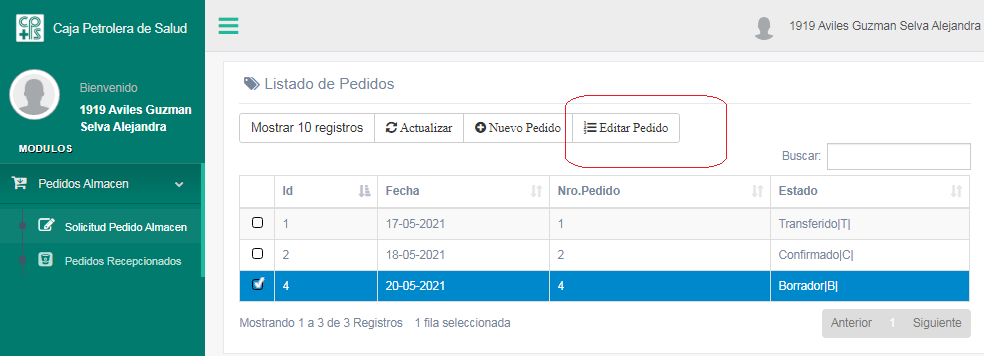 CPS
Caja Petrolera de Salud
1919 Aviles Guzman Selva Alejandra
Bienvenido
1919 Aviles Guzman
Selva Alejandra
MODULOS
Pedidos Almacen
Solicitud Pedido Almacen
Pedidos Recepcionados
Listado de Pedidos
Mostrar 10 registros Actualizar Nuevo Pedido Editar Pedido
Buscar:
Id Fecha Nro.Pedido Estado
1 17-05-2021 1 Transferido|T|
2 18-05-2021 2 Confirmado|C|
4 20-05-2021 4 Borrador|B|
Mostrando 1 a 3 de 3 Registros 1 fila seleccionada
Anterior 1 Siguiente